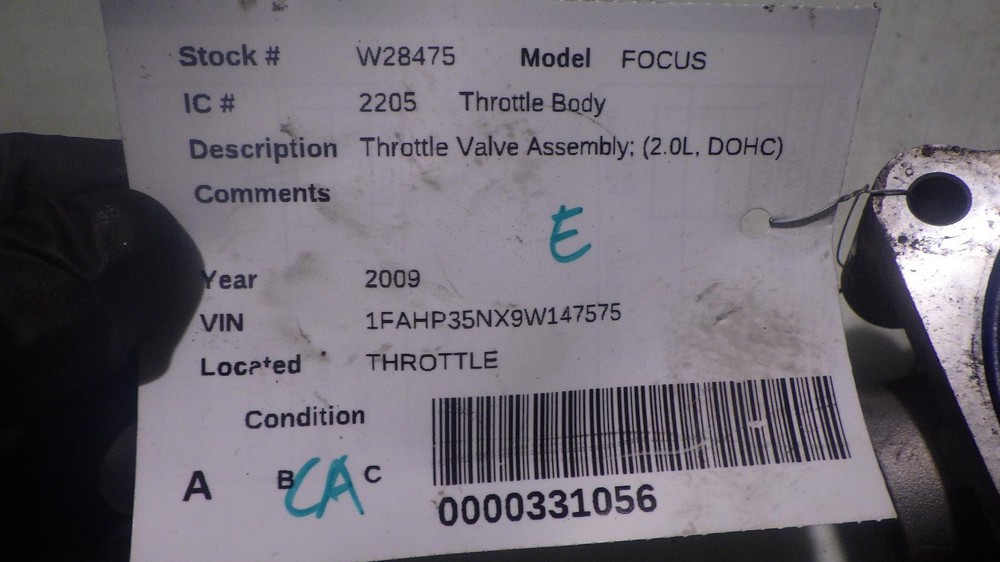 Stock # W28475 Model FOCUS
IC # 2205 Throttle Body
Description Throttle Valve Assembly; (2.0L, DOHC)
Comments
E
Year 2009
VIN 1FAHP35NX9W147575
Located THROTTLE
Condition
A B CA C
0000331056